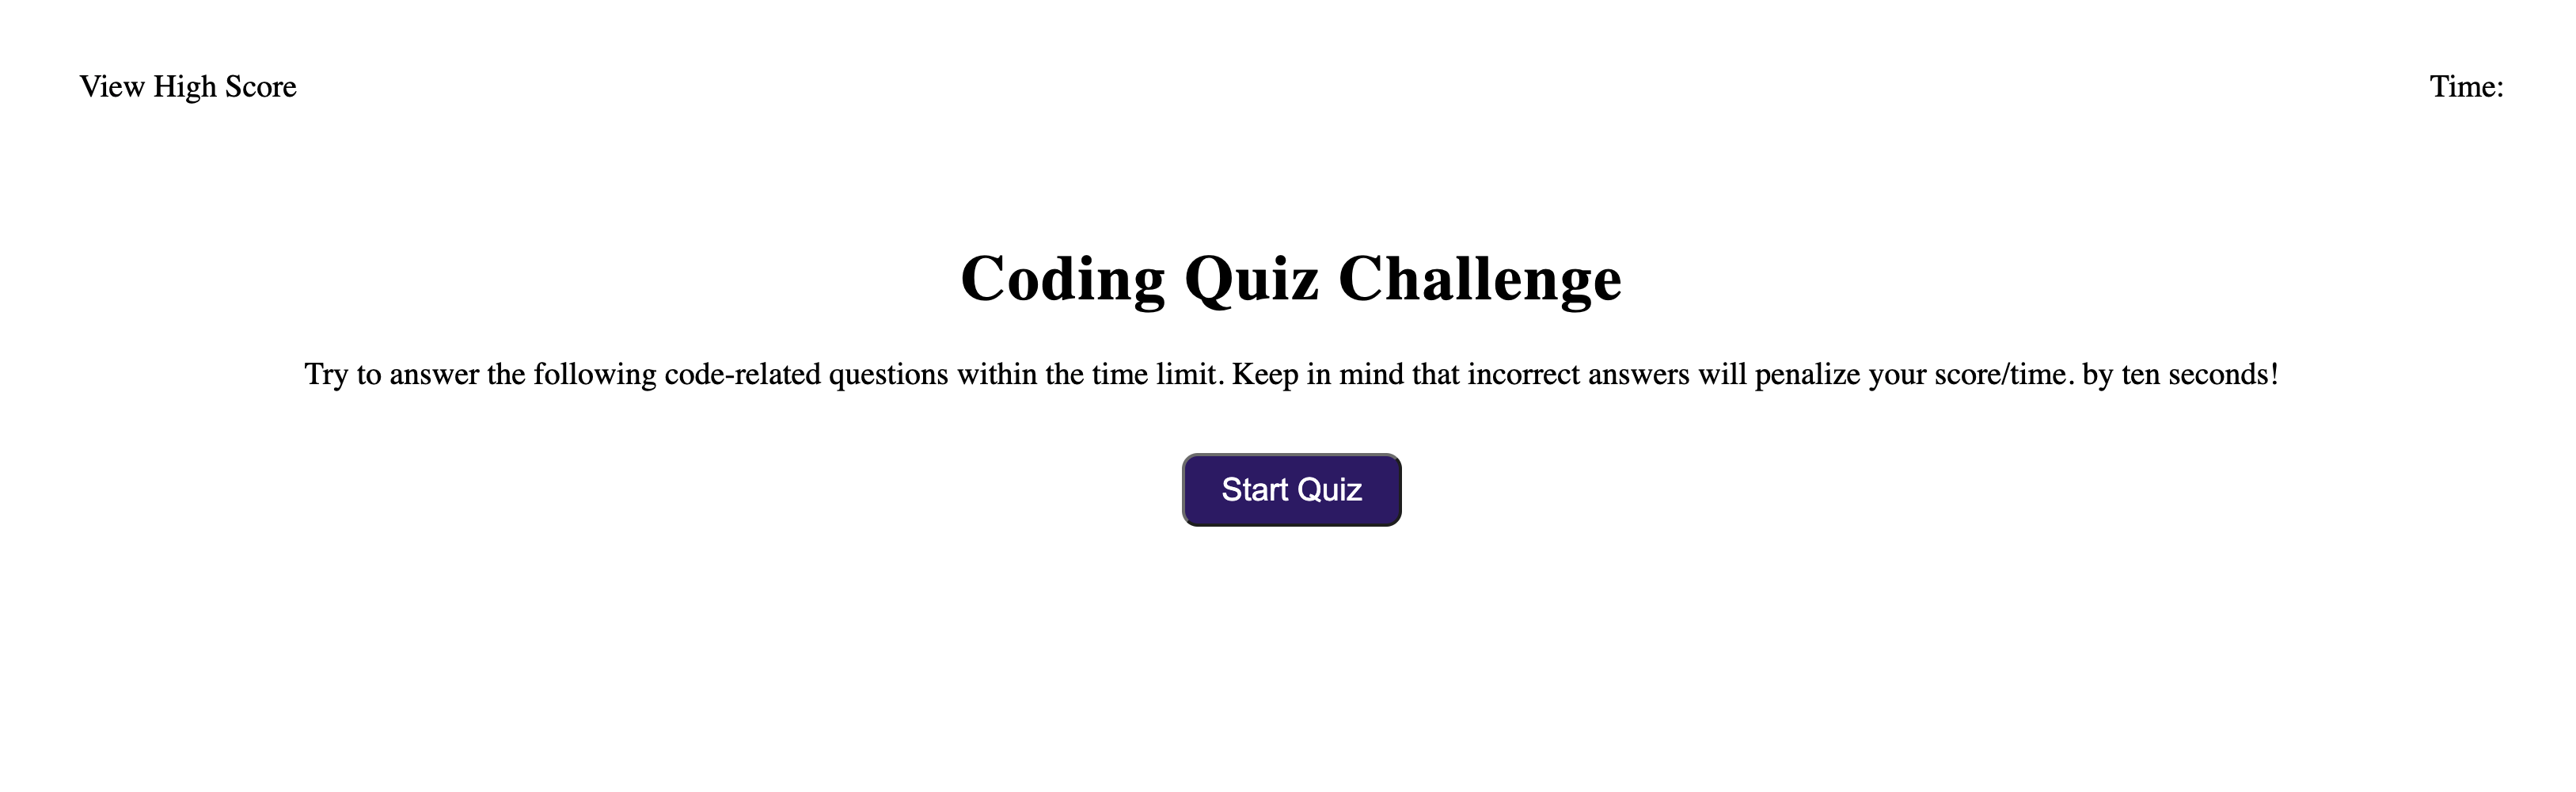 View High Score
Time:
Coding Quiz Challenge
Try to answer the following code-related questions within the time limit. Keep in mind that incorrect answers will penalize your score/time. by ten seconds!
Start Quiz